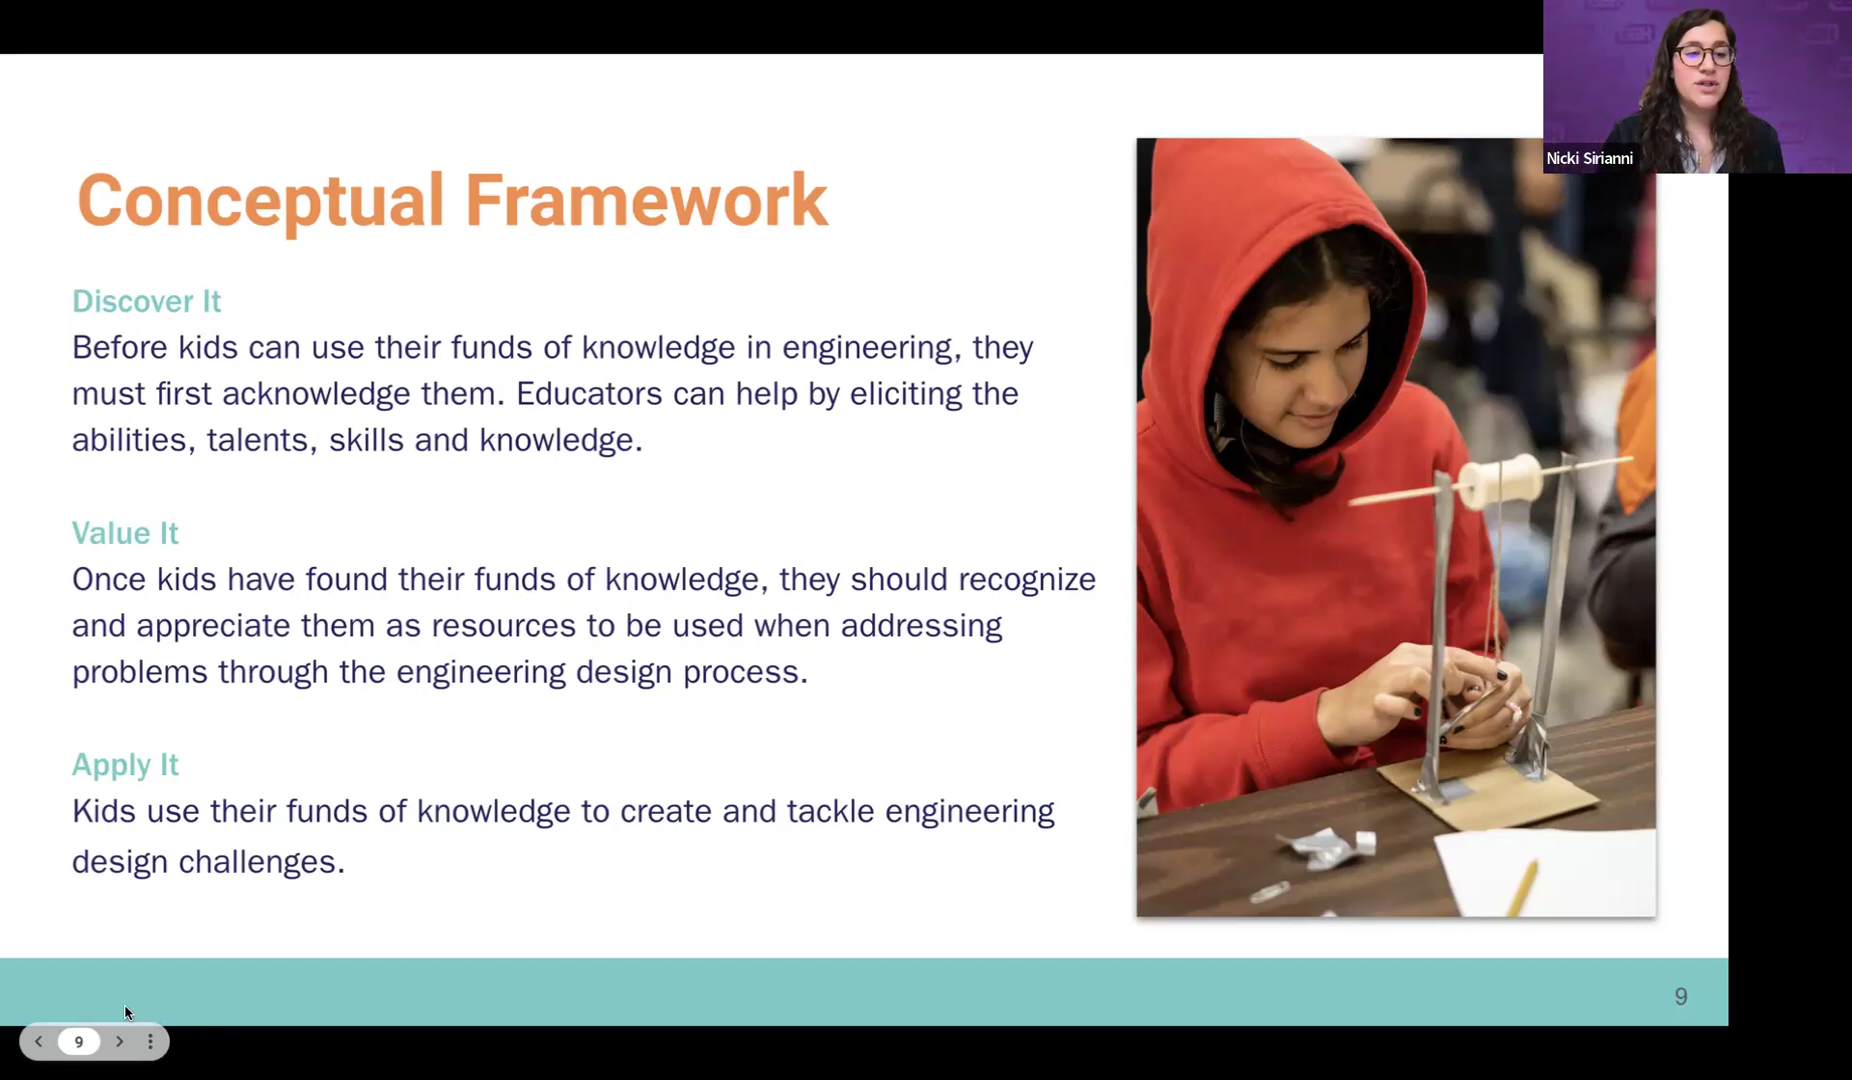 Nicki Sirianni
Conceptual Framework
Discover It
Before kids can use their funds of knowledge in engineering, they
must first acknowledge them. Educators can help by eliciting the
abilities, talents, skills and knowledge.
Value It
Once kids have found their funds of knowledge, they should recognize
and appreciate them as resources to be used when addressing
problems through the engineering design process.
Apply It
Kids use their funds of knowledge to create and tackle engineering
design challenges.
9
9